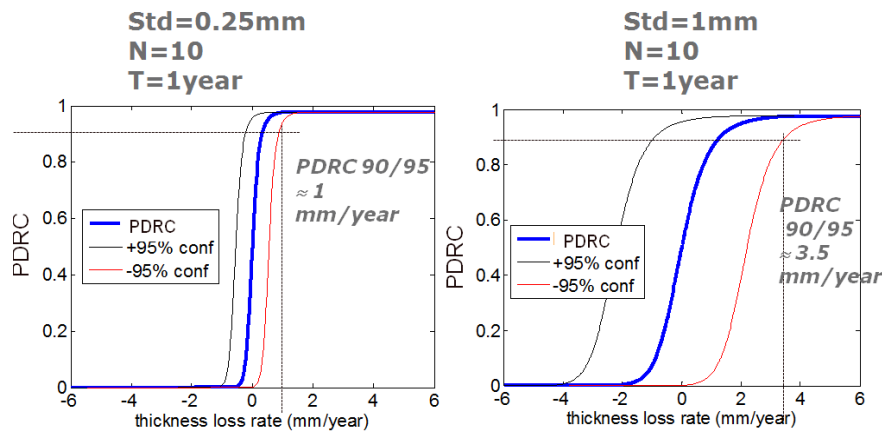 Std=0.25mm
N=10
T=1year
Std=1mm
N=10
T=1year
1
0.8
0.6
0.4
0.2
0
PDRC
PDRC 90/95
≈ 1
mm/year
PDRC
+95% conf
-95% conf
-6 -4 -2 0 2 4 6
thickness loss rate (mm/year)
1
0.8
0.6
0.4
0.2
0
PDRC
PDRC
90/95
≈ 3.5
mm/year
PDRC
+95% conf
-95% conf
-6 -4 -2 0 2 4 6
thickness loss rate (mm/year)